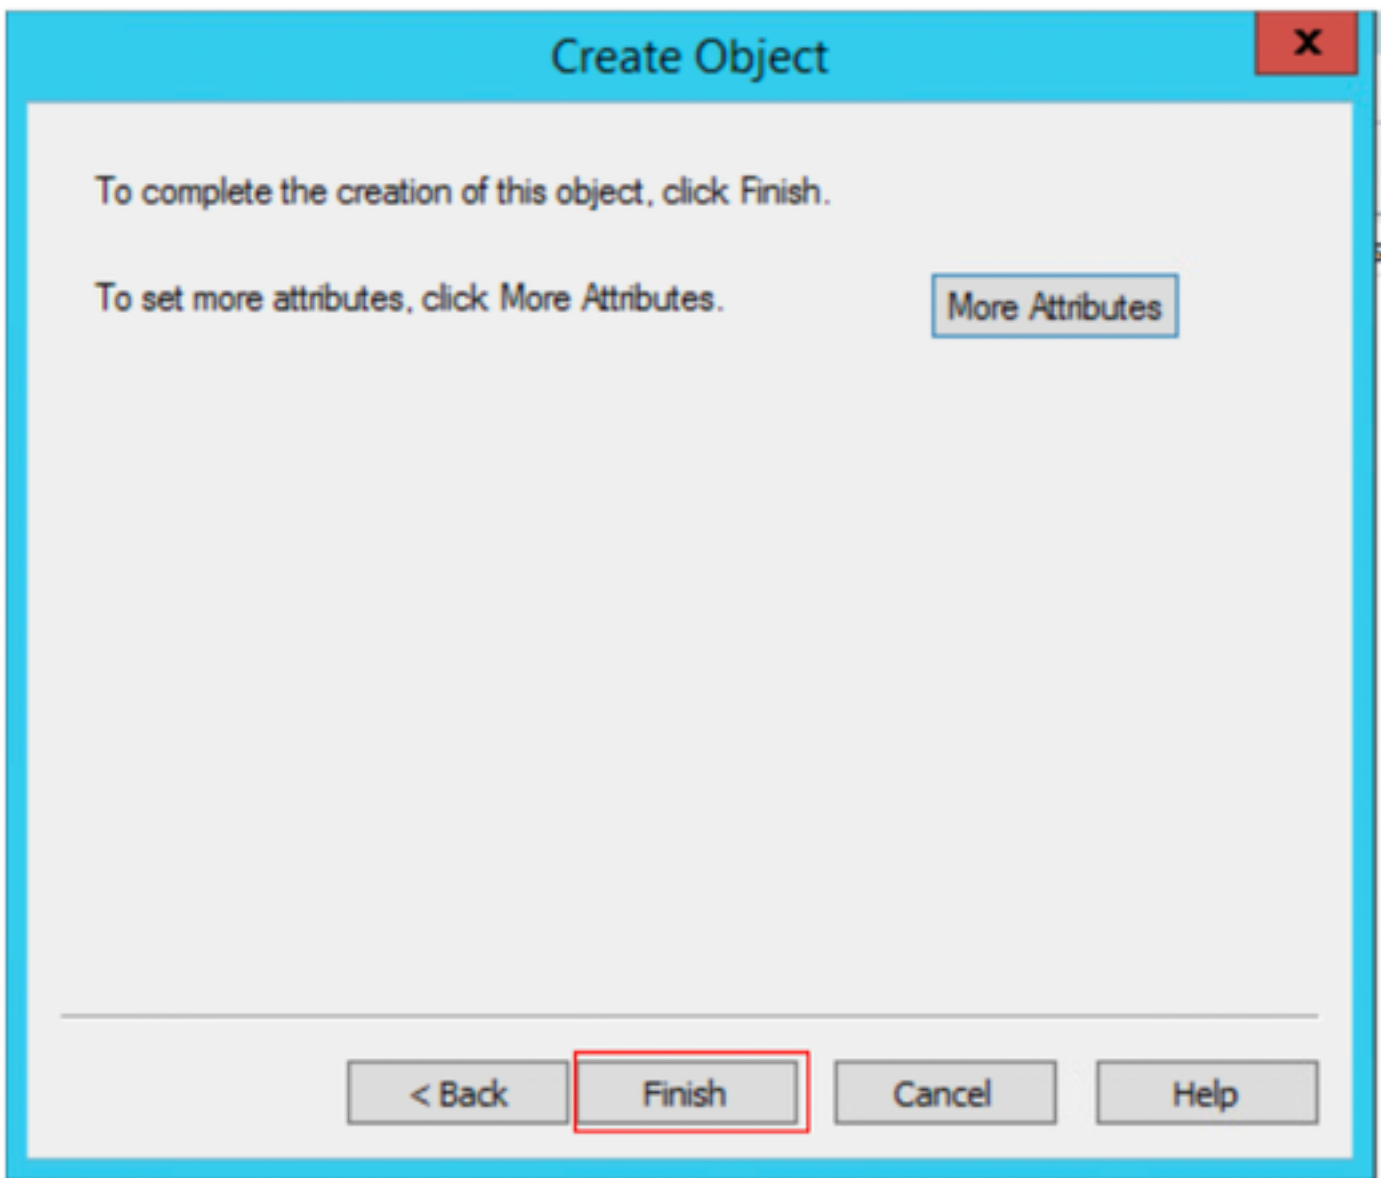 Create Object
x
To complete the creation of this object, click Finish.
To set more attributes, click More Attributes.
More Attributes
< Back
Finish
Cancel
Help